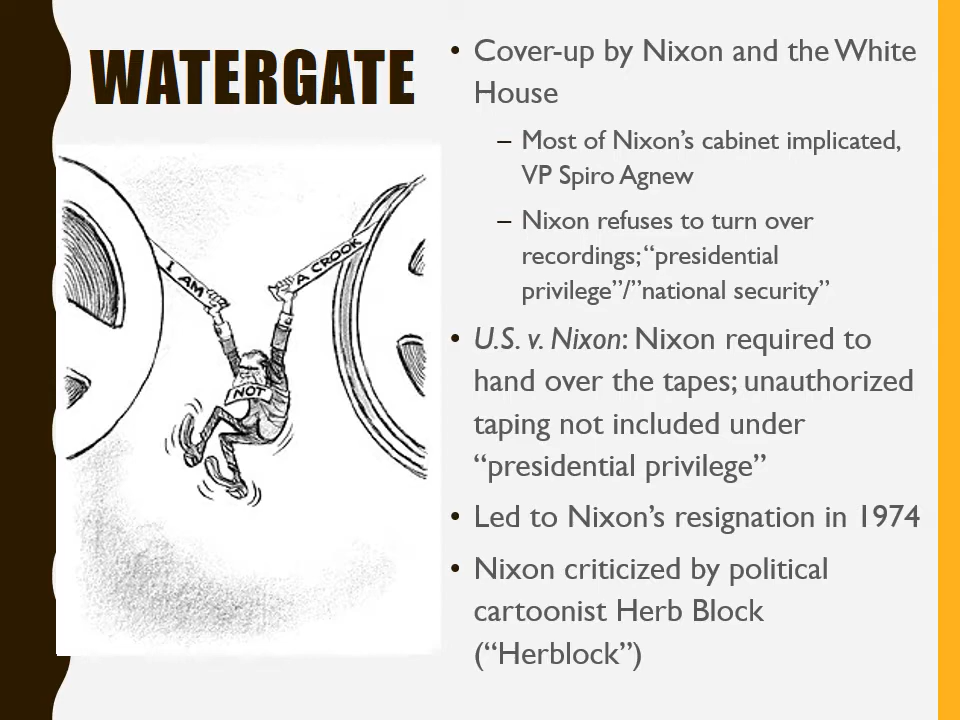 WATERGATE
I AM
NOT
A CROOK
• Cover-up by Nixon and the White
House
– Most of Nixon’s cabinet implicated,
VP Spiro Agnew
– Nixon refuses to turn over
recordings; “presidential
privilege”/”national security”
• U.S. v. Nixon: Nixon required to
hand over the tapes; unauthorized
taping not included under
“presidential privilege”
• Led to Nixon’s resignation in 1974
• Nixon criticized by political
cartoonist Herb Block
(“Herblock”)